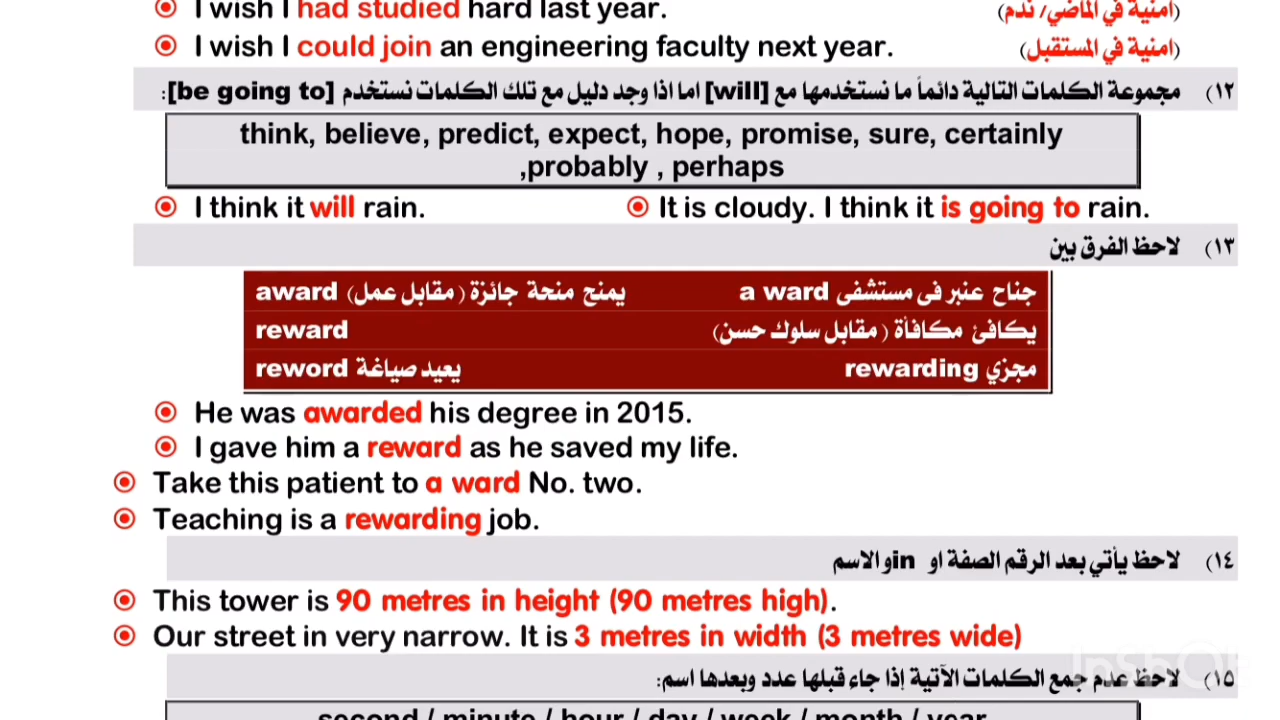 I wish I had studied hard last year. (امنية في الماضي/ ندم)
I wish I could join an engineering faculty next year. (امنية في المستقبل)
١٢) مجموعة الكلمات التالية دائماً ما نستخدمها مع [will] اما اذا وجد دليل مع تلك الكلمات نستخدم [be going to]:
think, believe, predict, expect, hope, promise, sure, certainly
,probably , perhaps
I think it will rain. It is cloudy. I think it is going to rain.
١٣) لاحظ الفرق بين
award يمنح منحة جائزة (مقابل عمل) a ward جناح عنبر فى مستشفى
reward يكافئ مكافأة (مقابل سلوك حسن)
reword يعيد صياغة rewarding مجزي
He was awarded his degree in 2015.
I gave him a reward as he saved my life.
Take this patient to a ward No. two.
Teaching is a rewarding job.
١٤) لاحظ يأتي بعد الرقم الصفة او in والاسم
This tower is 90 metres in height (90 metres high).
Our street in very narrow. It is 3 metres in width (3 metres wide)
١٥) لاحظ عدم جمع الكلمات الآتية إذا جاء قبلها عدد وبعدها اسم:
second / minute / hour / day / week / month / year
InShOt